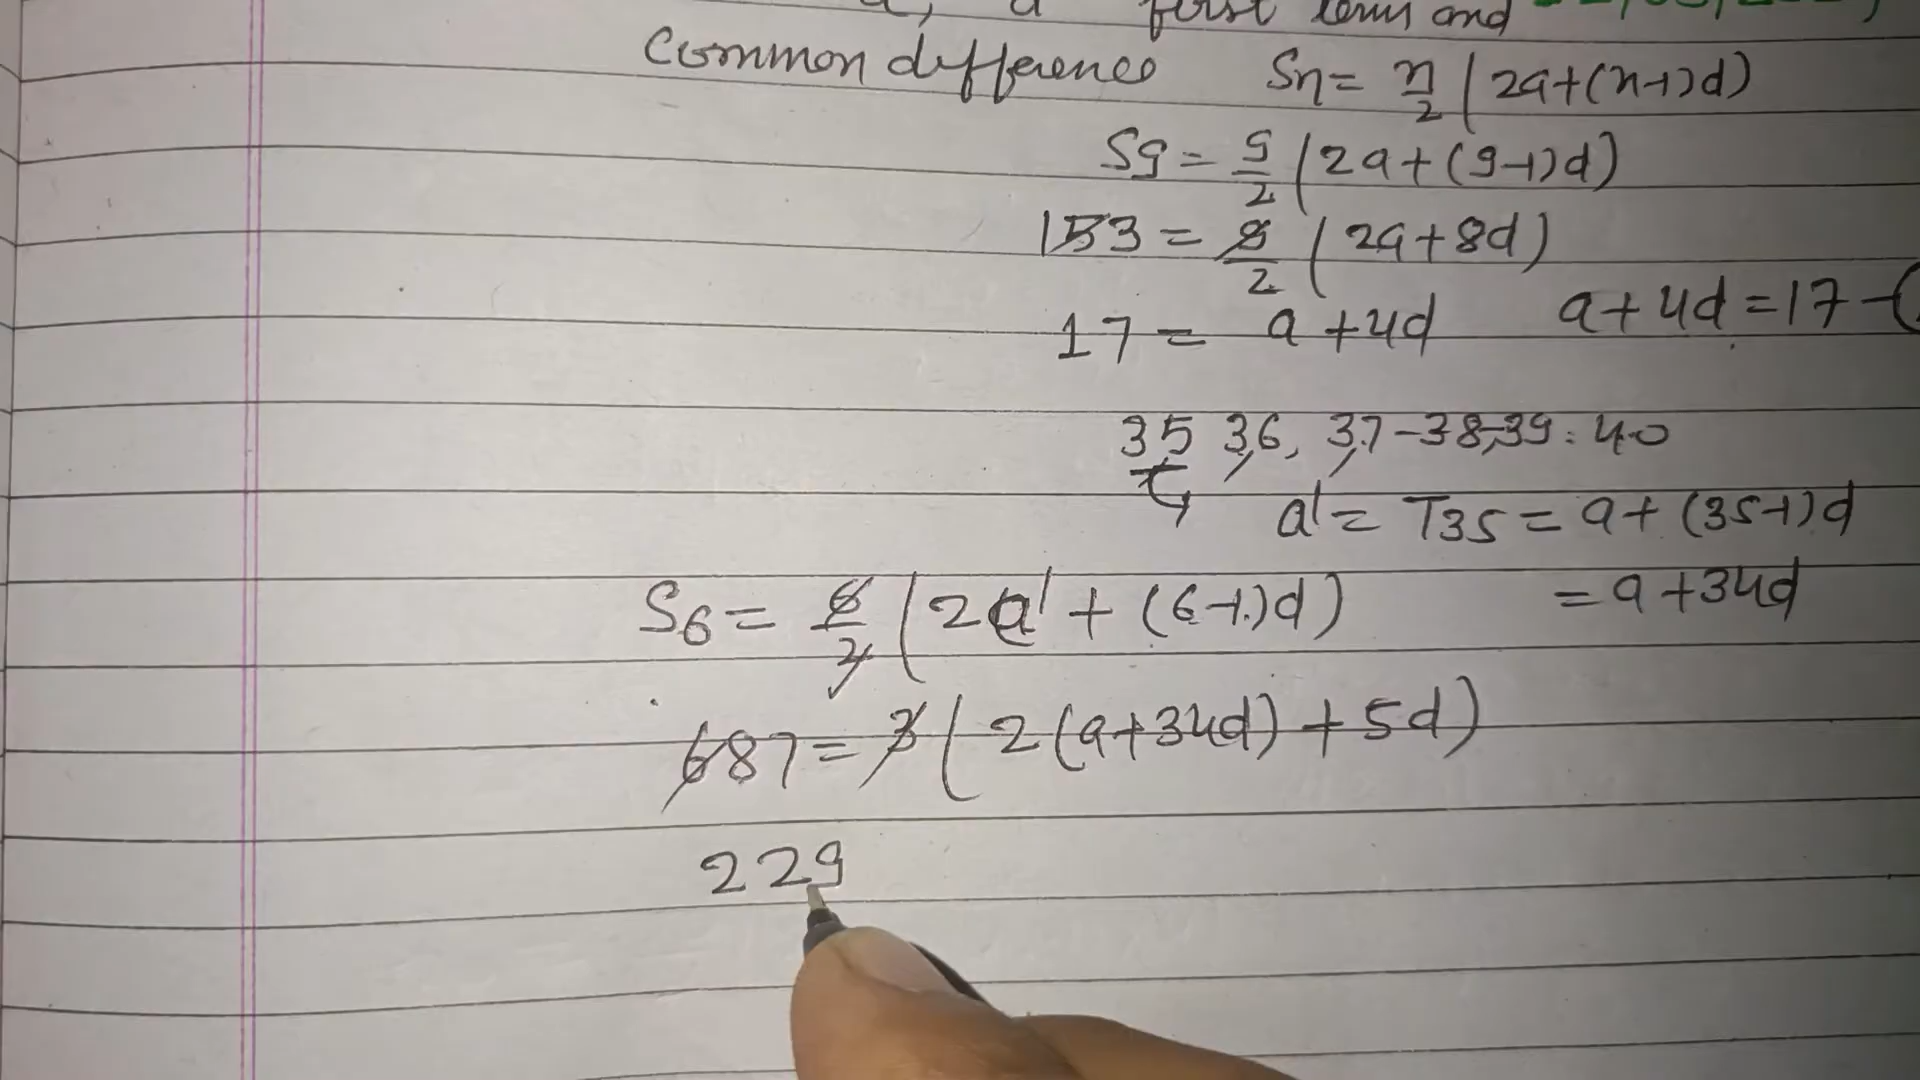 first term and
Common difference Sn = n/2 (2a+(n-1)d)
S9 = 9/2 (2a+(9-1)d)
153 = 9/2 (2a+8d)
17 = a+4d a+4d=17-(
35, 36, 37-38,39:40
a' = T35 = a+(35-1)d
S6 = 6/2 (2a'+(6-1)d) =a+34d
687=3(2(a+34d)+5d)
229